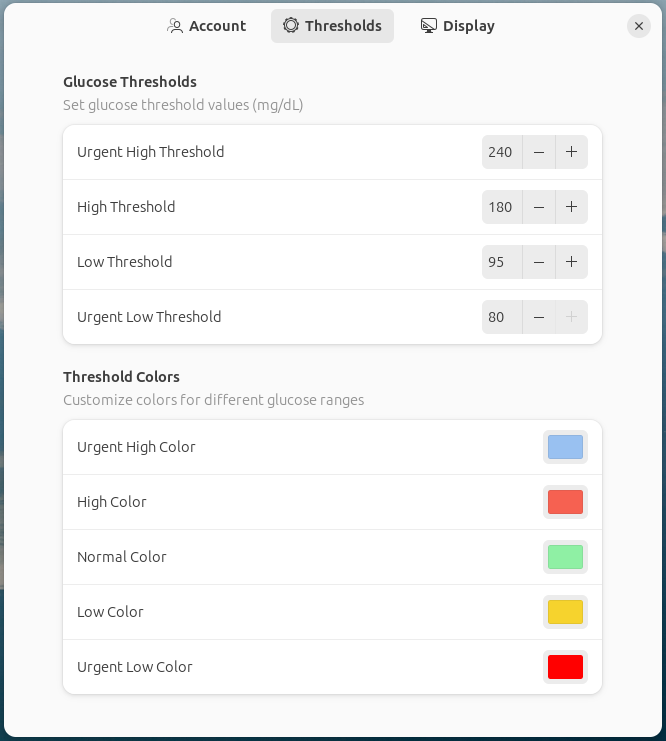 Account Thresholds Display
Glucose Thresholds
Set glucose threshold values (mg/dL)
Urgent High Threshold 240 − +
High Threshold 180 − +
Low Threshold 95 − +
Urgent Low Threshold 80 − +
Threshold Colors
Customize colors for different glucose ranges
Urgent High Color
High Color
Normal Color
Low Color
Urgent Low Color